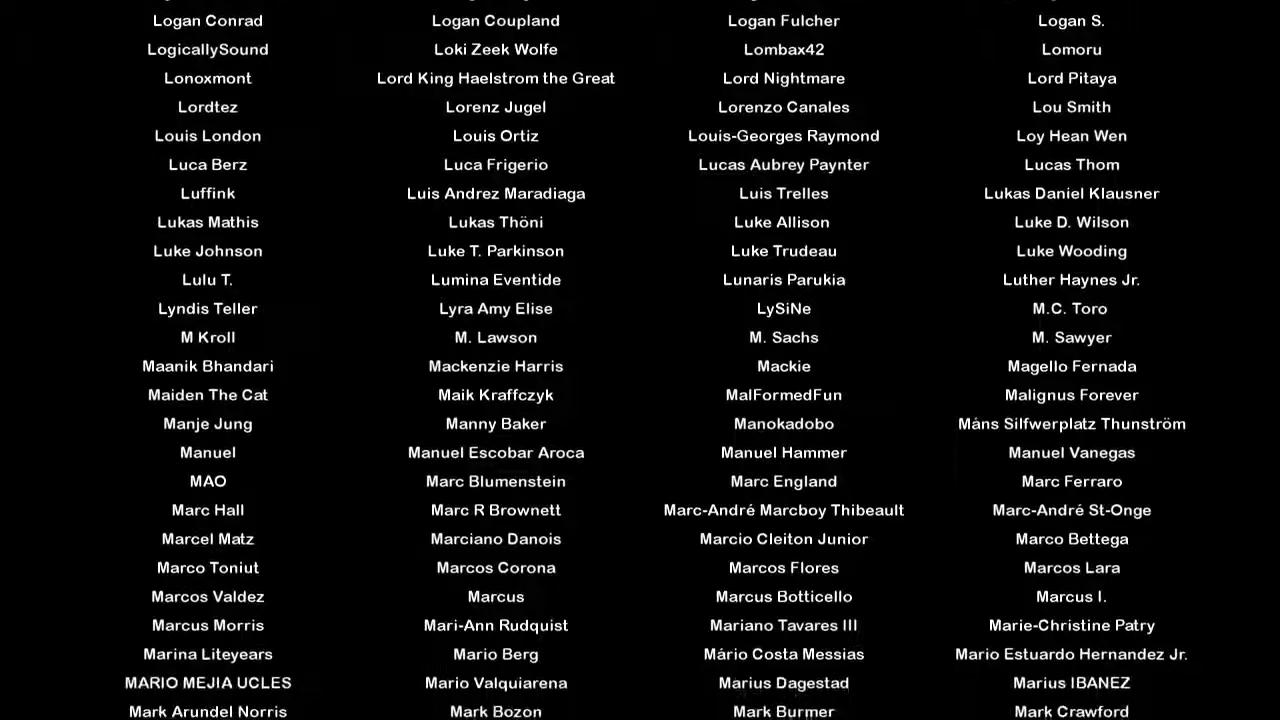 Logan Conrad Logan Coupland Logan Fulcher Logan S.
LogicallySound Loki Zeek Wolfe Lombax42 Lomoru
Lonoxmont Lord King Haelstrom the Great Lord Nightmare Lord Pitaya
Lordtez Lorenz Jugel Lorenzo Canales Lou Smith
Louis London Louis Ortiz Louis-Georges Raymond Loy Hean Wen
Luca Berz Luca Frigerio Lucas Aubrey Paynter Lucas Thom
Luffink Luis Andrez Maradiaga Luis Trelles Lukas Daniel Klausner
Lukas Mathis Lukas Thöni Luke Allison Luke D. Wilson
Luke Johnson Luke T. Parkinson Luke Trudeau Luke Wooding
Lulu T. Lumina Eventide Lunaris Parukia Luther Haynes Jr.
Lyndis Teller Lyra Amy Elise LySiNe M.C. Toro
M Kroll M. Lawson M. Sachs M. Sawyer
Maanik Bhandari Mackenzie Harris Mackie Magello Fernada
Maiden The Cat Maik Kraffczyk MalFormedFun Malignus Forever
Manje Jung Manny Baker Manokadobo Måns Silfwerplatz Thunström
Manuel Manuel Escobar Aroca Manuel Hammer Manuel Vanegas
MAO Marc Blumenstein Marc England Marc Ferraro
Marc Hall Marc R Brownett Marc-André Marcboy Thibeault Marc-André St-Onge
Marcel Matz Marciano Danois Marcio Cleiton Junior Marco Bettega
Marco Toniut Marcos Corona Marcos Flores Marcos Lara
Marcos Valdez Marcus Marcus Botticello Marcus I.
Marcus Morris Mari-Ann Rudquist Mariano Tavares III Marie-Christine Patry
Marina Liteyears Mario Berg Mário Costa Messias Mario Estuardo Hernandez Jr.
MARIO MEJIA UCLES Mario Valquiarena Marius Dagestad Marius IBANEZ
Mark Arundel Norris Mark Bozon Mark Burmer Mark Crawford